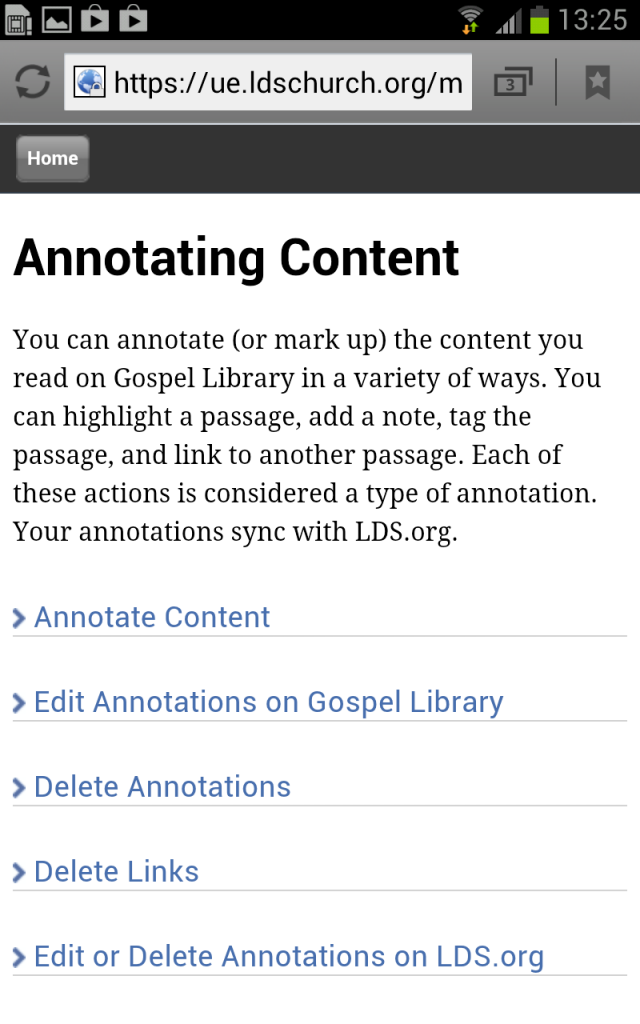 13:25
https://ue.ldschurch.org/m
3
Home
Annotating Content
You can annotate (or mark up) the content you
read on Gospel Library in a variety of ways. You
can highlight a passage, add a note, tag the
passage, and link to another passage. Each of
these actions is considered a type of annotation.
Your annotations sync with LDS.org.
Annotate Content
Edit Annotations on Gospel Library
Delete Annotations
Delete Links
Edit or Delete Annotations on LDS.org